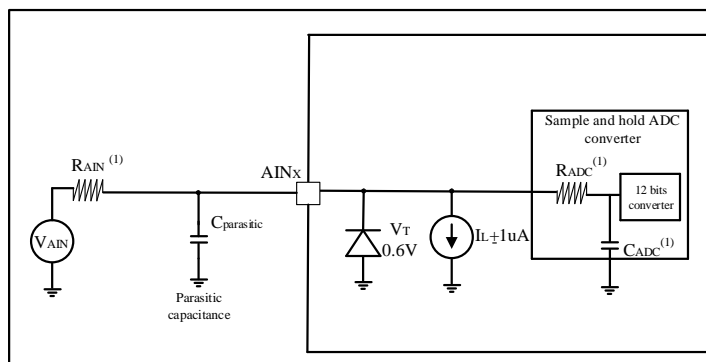 Sample and hold ADC
converter
RAIN(1)
AINx
RADC(1)
12 bits
converter
Cparasitic
VAIN
VT
0.6V
IL±1uA
CADC(1)
Parasitic
capacitance